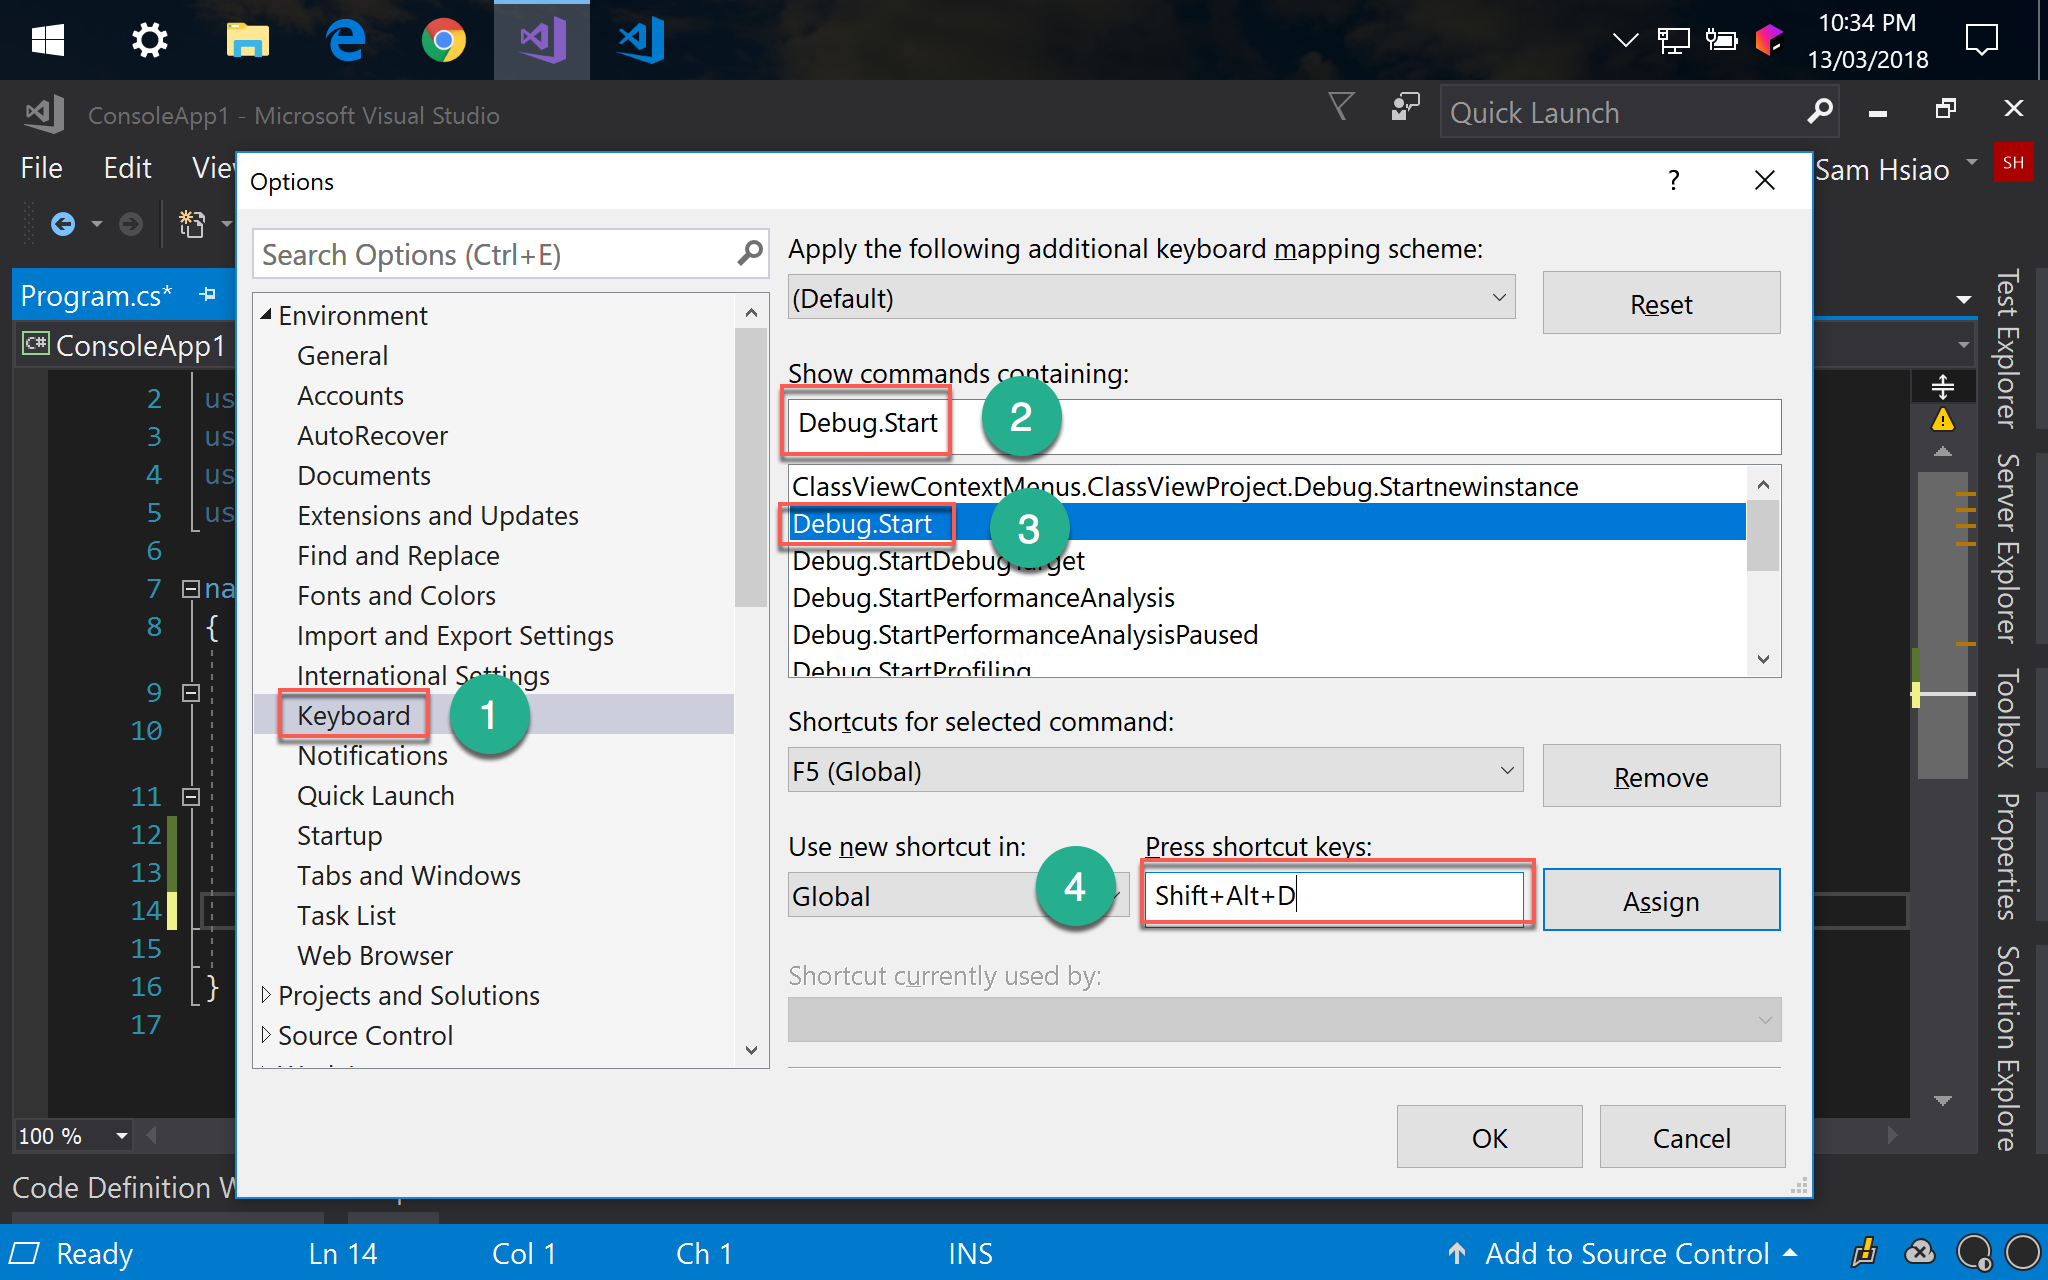 10:34 PM
13/03/2018
ConsoleApp1 - Microsoft Visual Studio
Quick Launch
File Edit View
Sam Hsiao SH
Options
?
Search Options (Ctrl+E)
Environment
General
Accounts
AutoRecover
Documents
Extensions and Updates
Find and Replace
Fonts and Colors
Import and Export Settings
International Settings
Keyboard
1
Notifications
Quick Launch
Startup
Tabs and Windows
Task List
Web Browser
Projects and Solutions
Source Control
Apply the following additional keyboard mapping scheme:
(Default)
Reset
Show commands containing:
Debug.Start
2
ClassViewContextMenus.ClassViewProject.Debug.Startnewinstance
Debug.Start
3
Debug.StartDebugTarget
Debug.StartPerformanceAnalysis
Debug.StartPerformanceAnalysisPaused
Debug.StartProfiling
Shortcuts for selected command:
F5 (Global)
Remove
Use new shortcut in:
Global
4
Press shortcut keys:
Shift+Alt+D
Assign
Shortcut currently used by:
OK
Cancel
Program.cs*
C# ConsoleApp1
2 us
3 us
4 us
5 us
6
7 na
8 {
9
10
11
12
13
14
15
16 }
17
100 %
Code Definition W
Test Explorer
Server Explorer
Toolbox
Properties
Solution Explore
Ready
Ln 14
Col 1
Ch 1
INS
Add to Source Control